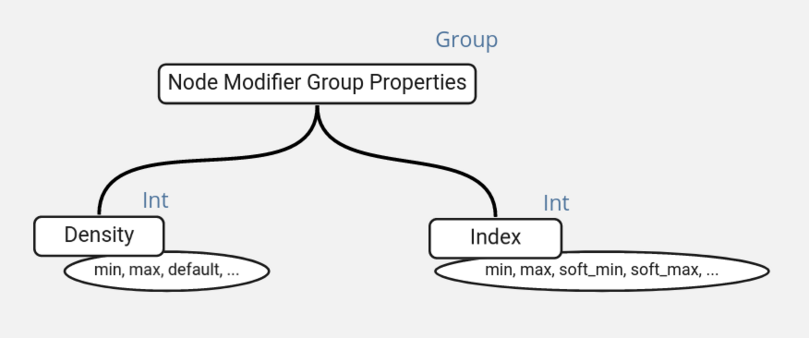 Group
Node Modifier Group Properties
Int
Int
Density
Index
min, max, default, ...
min, max, soft_min, soft_max, ...